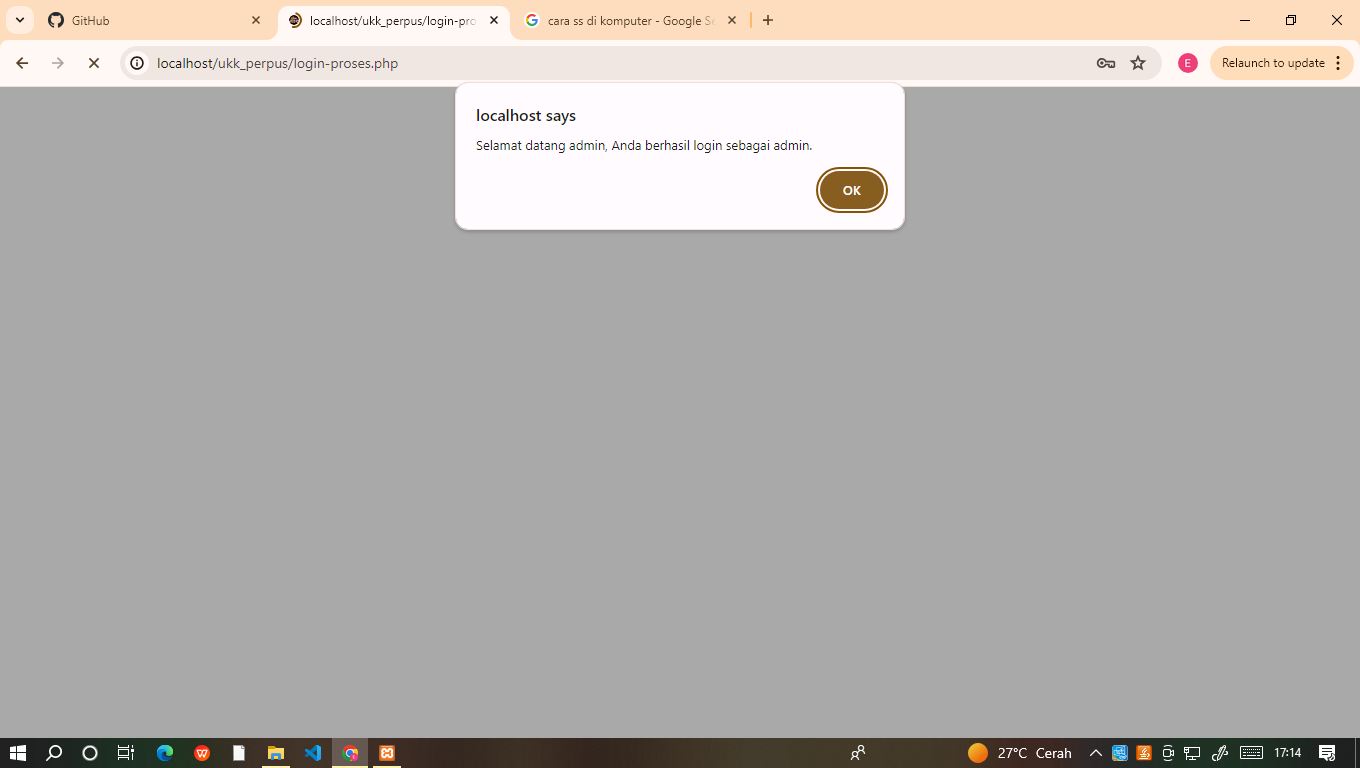 GitHub
localhost/ukk_perpus/login-pro
cara ss di komputer - Google Se
localhost/ukk_perpus/login-proses.php
E
Relaunch to update
localhost says
Selamat datang admin, Anda berhasil login sebagai admin.
OK
27°C Cerah
17:14